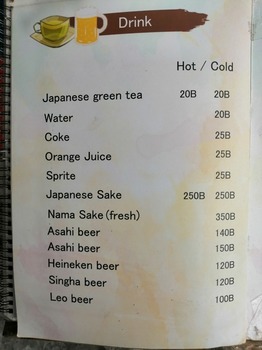 Drink
Hot / Cold
Japanese green tea 20B 20B
Water 20B
Coke 25B
Orange Juice 25B
Sprite 25B
Japanese Sake 250B 250B
Nama Sake(fresh) 350B
Asahi beer 140B
Asahi beer 150B
Heineken beer 120B
Singha beer 120B
Leo beer 100B